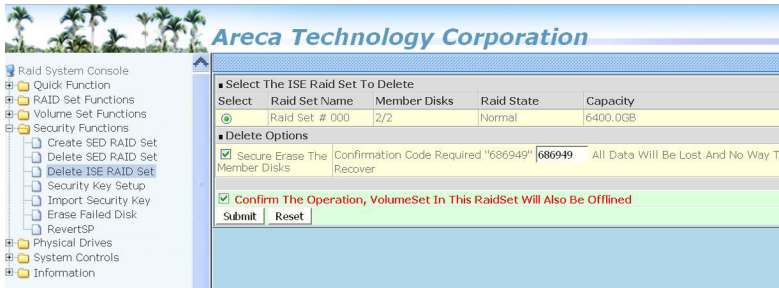 Areca Technology Corporation
Raid System Console
Quick Function
RAID Set Functions
Volume Set Functions
Security Functions
Create SED RAID Set
Delete SED RAID Set
Delete ISE RAID Set
Security Key Setup
Import Security Key
Erase Failed Disk
RevertSP
Physical Drives
System Controls
Information
Select The ISE Raid Set To Delete
Select Raid Set Name Member Disks Raid State Capacity
Raid Set # 000 2/2 Normal 6400.0GB
Delete Options
Secure Erase The Member Disks
Confirmation Code Required "686949" 686949 All Data Will Be Lost And No Way T
Recover
Confirm The Operation, VolumeSet In This RaidSet Will Also Be Offlined
Submit Reset